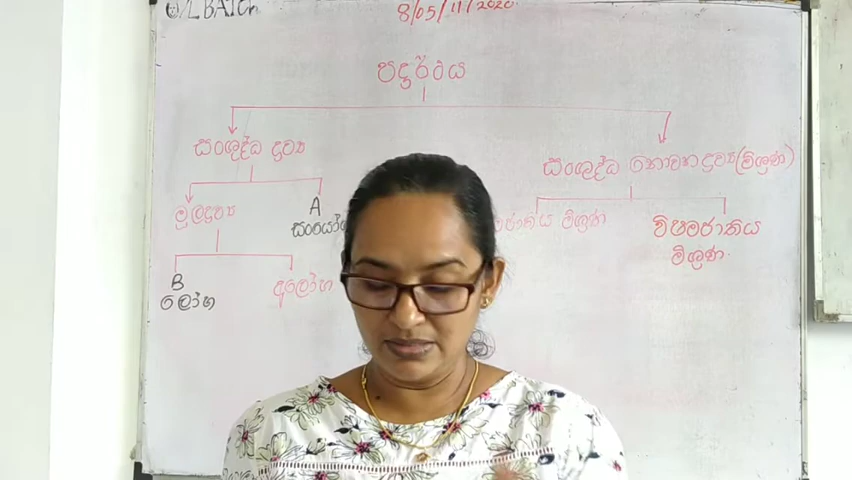 O/L BATCH
8/05/11/2020
පදාර්ථය
සංශුද්ධ ද්‍රව්‍ය
සංශුද්ධ නොවන ද්‍රව්‍ය(මිශ්‍රණ)
මූලද්‍රව්‍ය
A
සංයෝ
ජාතිය මිශ්‍රණ
විෂමජාතිය
මිශ්‍රණ
B
ලෝහ
අලෝහ